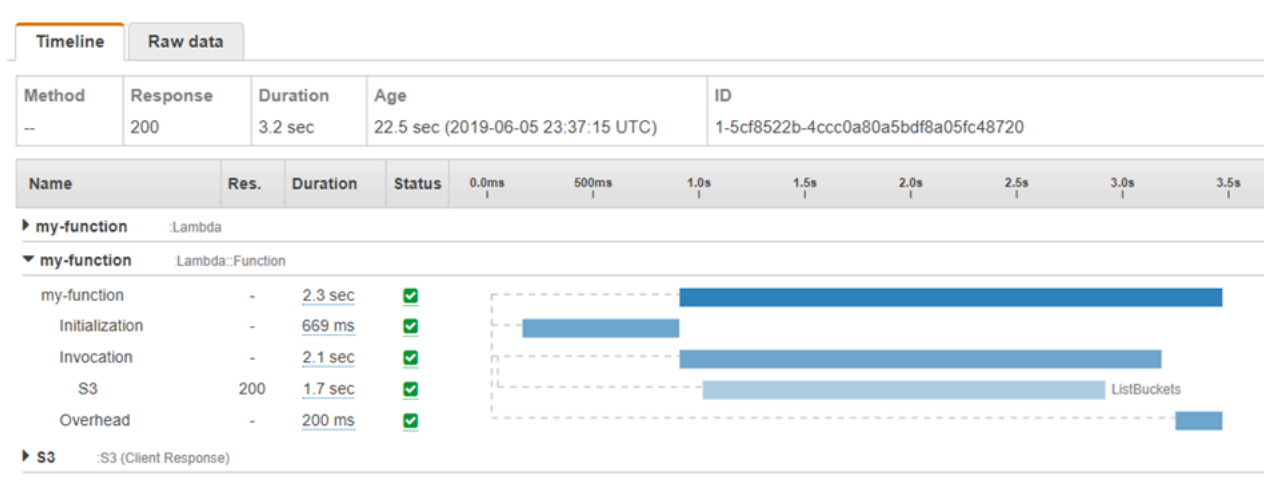 Timeline Raw data
Method Response Duration Age ID
-- 200 3.2 sec 22.5 sec (2019-06-05 23:37:15 UTC) 1-5cf8522b-4ccc0a80a5bdf8a05fc48720
Name Res. Duration Status 0.0ms 500ms 1.0s 1.5s 2.0s 2.5s 3.0s 3.5s
my-function :Lambda
my-function :Lambda::Function
my-function - 2.3 sec
Initialization - 669 ms
Invocation - 2.1 sec
S3 200 1.7 sec ListBuckets
Overhead - 200 ms
S3 :S3 (Client Response)